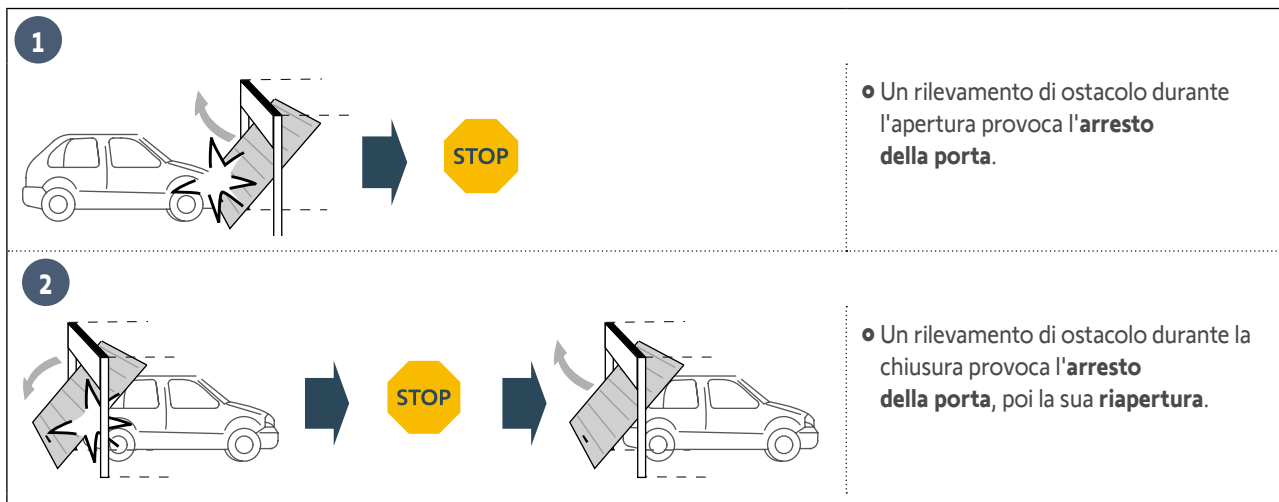 1
STOP
Un rilevamento di ostacolo durante
l'apertura provoca l'arresto
della porta.
2
STOP
Un rilevamento di ostacolo durante la
chiusura provoca l'arresto
della porta, poi la sua riapertura.